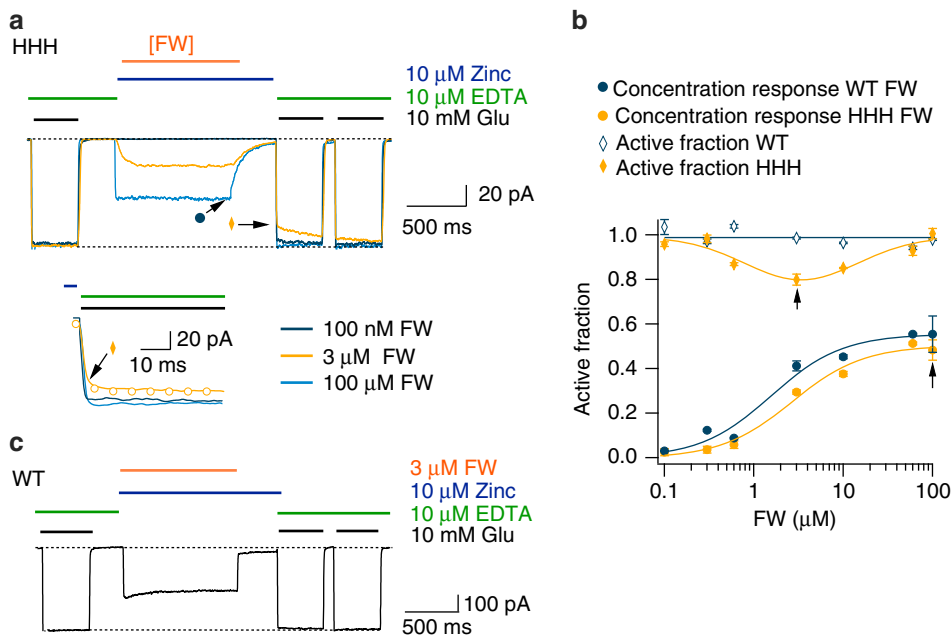 a
HHH
[FW]
10 μM Zinc
10 μM EDTA
10 mM Glu
20 pA
500 ms
20 pA
10 ms
100 nM FW
3 μM FW
100 μM FW
b
Concentration response WT FW
Concentration response HHH FW
Active fraction WT
Active fraction HHH
Active fraction
1.0
0.8
0.6
0.4
0.2
0.0
0.1
1
10
100
FW (μM)
c
WT
3 μM FW
10 μM Zinc
10 μM EDTA
10 mM Glu
100 pA
500 ms